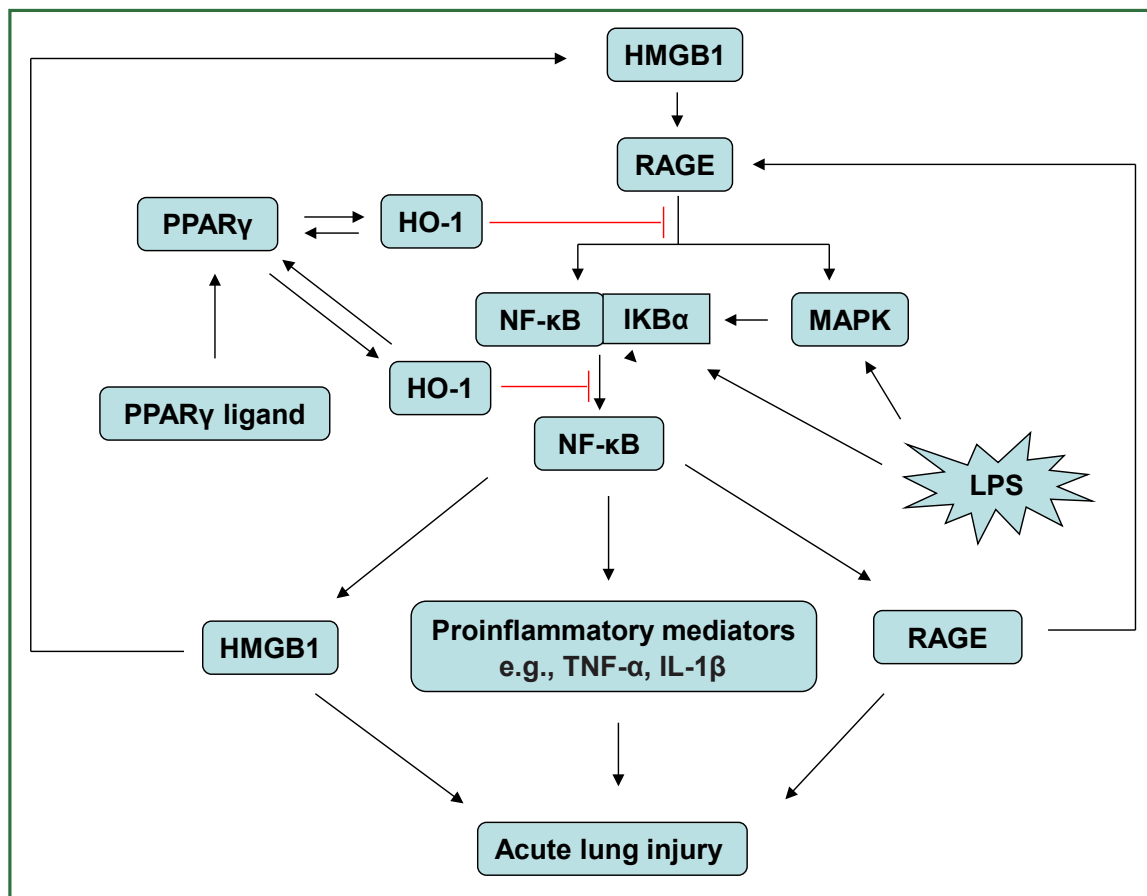 HMGB1
RAGE
PPARγ
HO-1
NF-κB
IKBα
MAPK
HO-1
PPARγ ligand
NF-κB
LPS
HMGB1
Proinflammatory mediators
e.g., TNF-α, IL-1β
RAGE
Acute lung injury